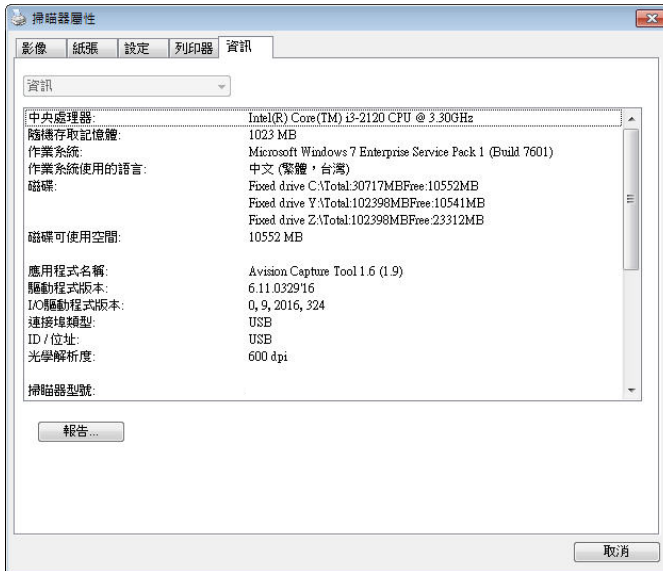 掃瞄器屬性
影像 紙張 設定 列印器 資訊
資訊
中央處理器: Intel(R) Core(TM) i3-2120 CPU @ 3.30GHz
隨機存取記憶體: 1023 MB
作業系統: Microsoft Windows 7 Enterprise Service Pack 1 (Build 7601)
作業系統使用的語言: 中文 (繁體，台灣)
磁碟: Fixed drive C:\Total:30717MBFree:10552MB
Fixed drive Y:\Total:102398MBFree:10541MB
Fixed drive Z:\Total:102398MBFree:23312MB
磁碟可使用空間: 10552 MB
應用程式名稱: Avision Capture Tool 1.6 (1.9)
驅動程式版本: 6.11.0329'16
I/O驅動程式版本: 0, 9, 2016, 324
連接埠類型: USB
ID / 位址: USB
光學解析度: 600 dpi
掃瞄器型號:
報告...
取消